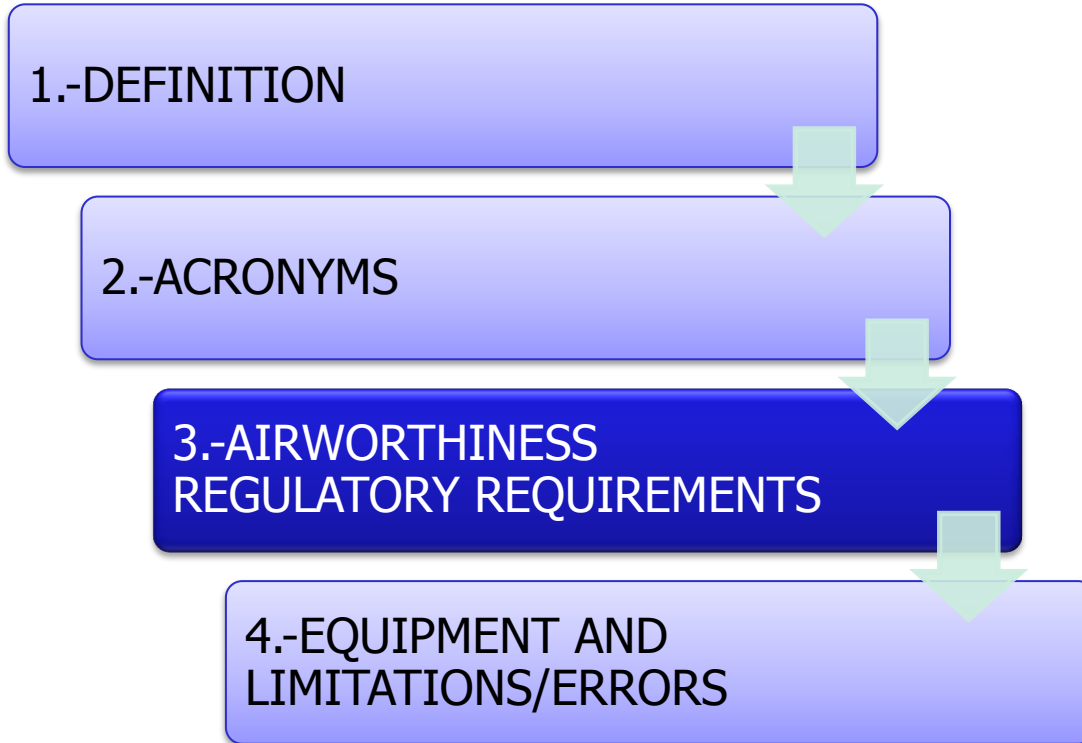 1.-DEFINITION
2.-ACRONYMS
3.-AIRWORTHINESS
REGULATORY REQUIREMENTS
4.-EQUIPMENT AND
LIMITATIONS/ERRORS